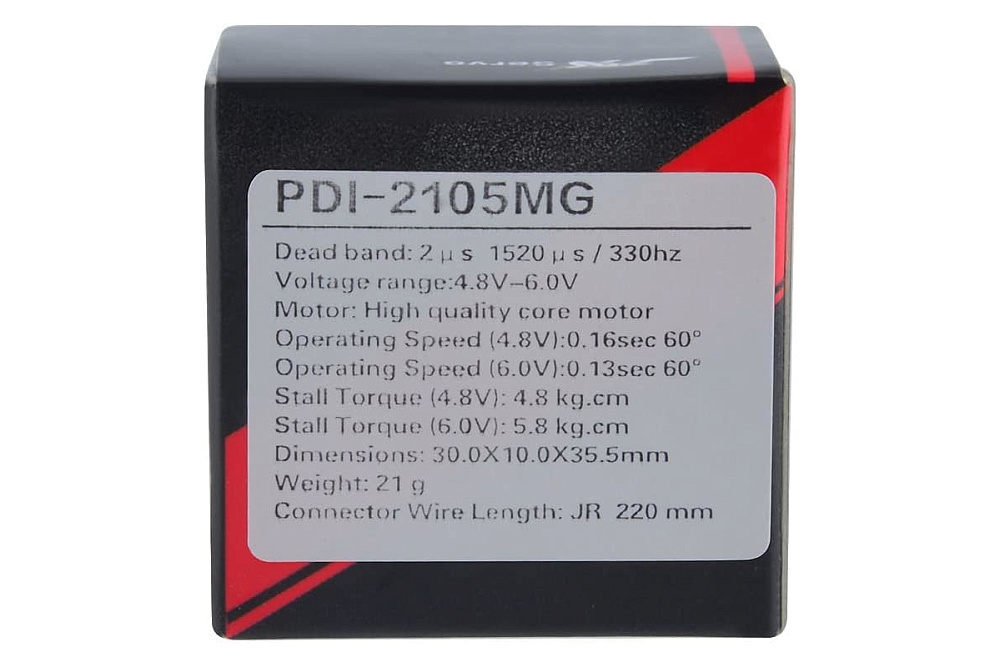 JX Servo
PDI-2105MG
Dead band: 2 μ s 1520 μ s / 330hz
Voltage range:4.8V-6.0V
Motor: High quality core motor
Operating Speed (4.8V):0.16sec 60°
Operating Speed (6.0V):0.13sec 60°
Stall Torque (4.8V): 4.8 kg.cm
Stall Torque (6.0V): 5.8 kg.cm
Dimensions: 30.0X10.0X35.5mm
Weight: 21 g
Connector Wire Length: JR 220 mm